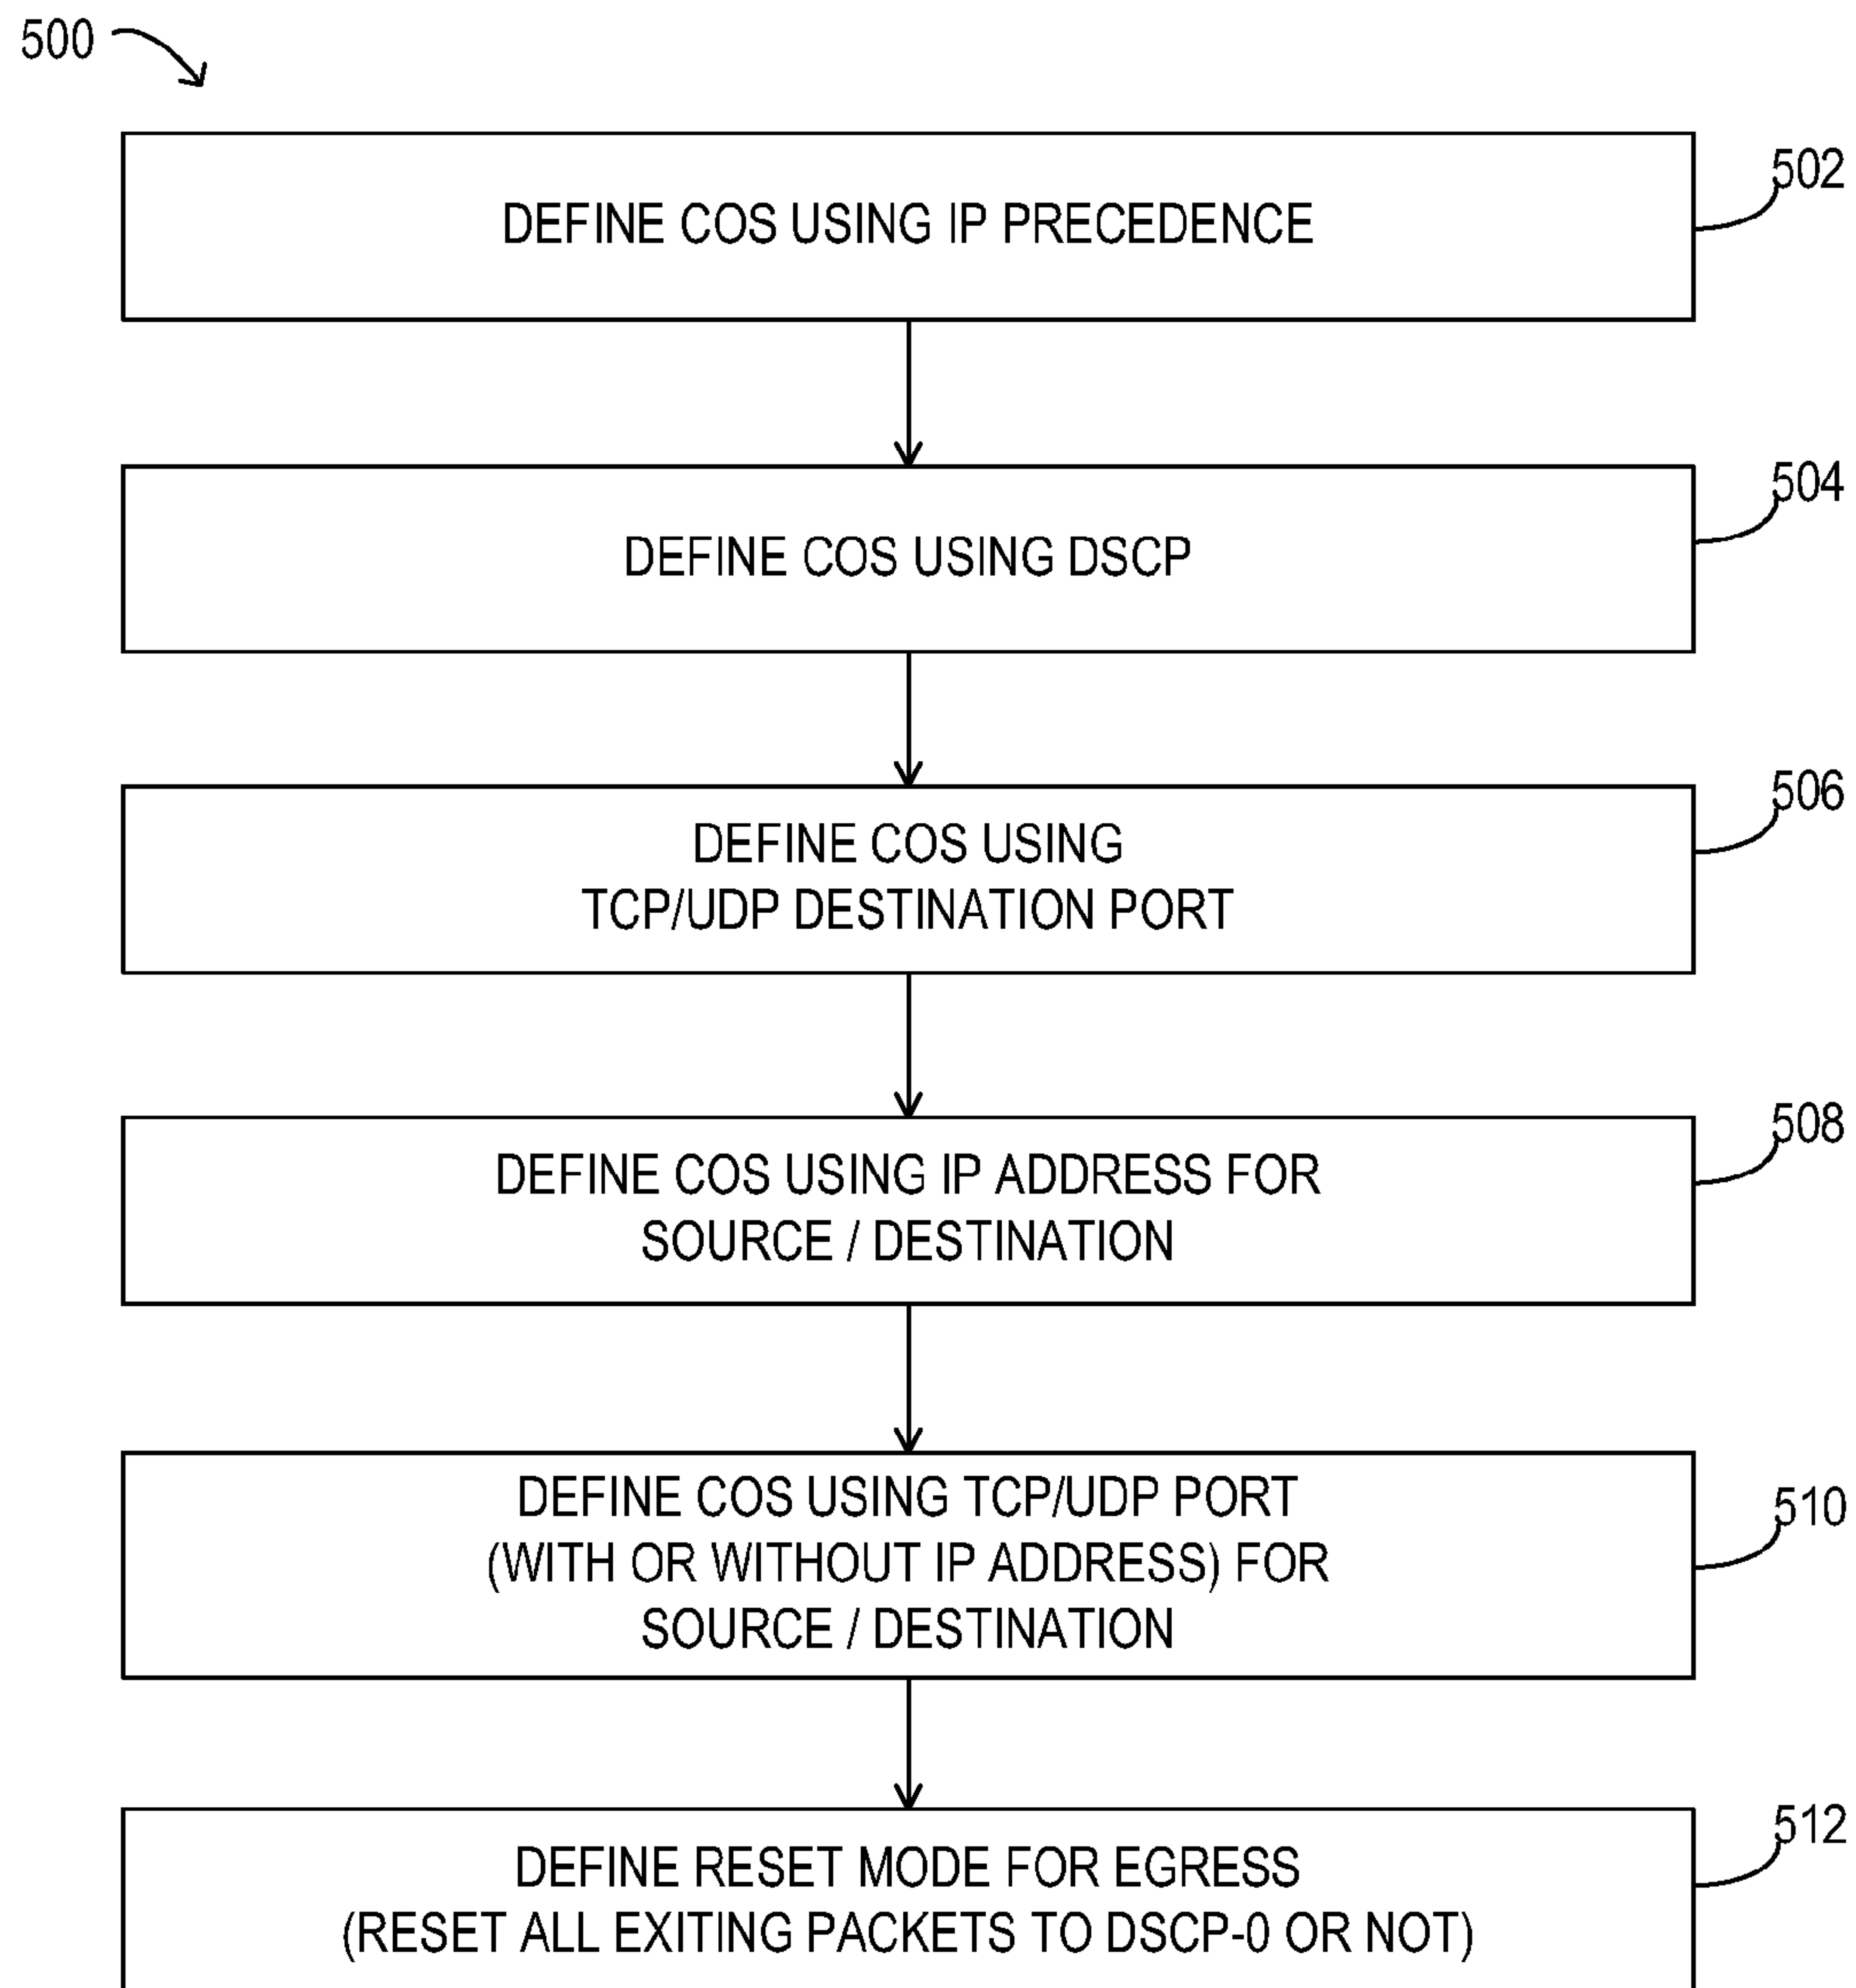 500
502
DEFINE COS USING IP PRECEDENCE
504
DEFINE COS USING DSCP
506
DEFINE COS USING
TCP/UDP DESTINATION PORT
508
DEFINE COS USING IP ADDRESS FOR
SOURCE / DESTINATION
510
DEFINE COS USING TCP/UDP PORT
(WITH OR WITHOUT IP ADDRESS) FOR
SOURCE / DESTINATION
512
DEFINE RESET MODE FOR EGRESS
(RESET ALL EXITING PACKETS TO DSCP-0 OR NOT)